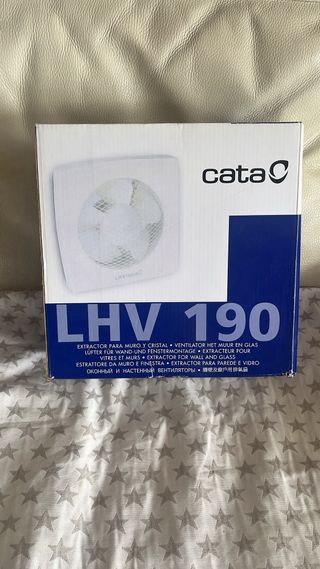 cata
LHV 190
EXTRACTOR PARA MURO Y CRISTAL • VENTILATOR HET MUUR EN GLAS
LÜFTER FÜR WAND UND FENSTERMONTAGE • EXTRACTEUR POUR
VITRES ET MURS • EXTRACTOR FOR WALL AND GLASS
ESTRATTORE DA MURO E FINESTRA • EXTRACTOR PARA PAREDE E VIDRO
ОКОННЫЙ И НАСТЕННЫЙ ВЕНТИЛЯТОРЫ •